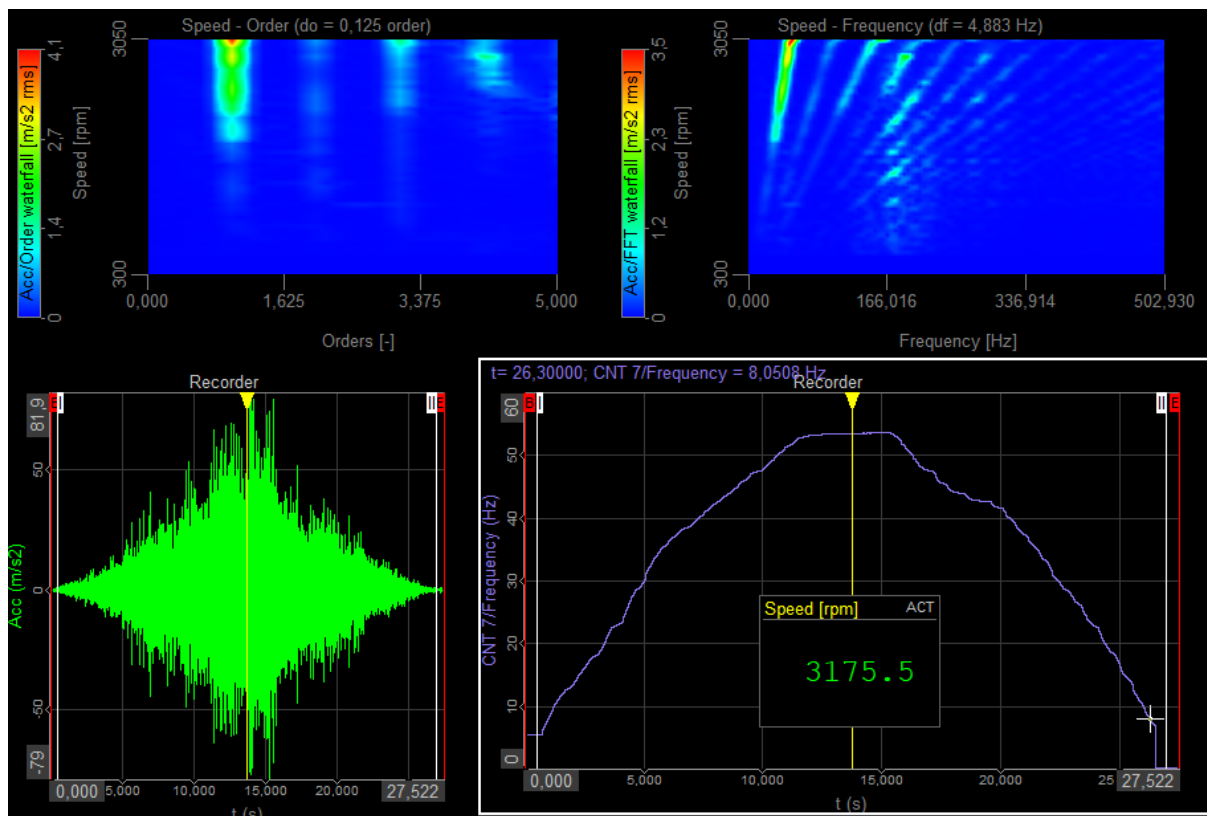 Speed - Order (do = 0,125 order)
4,1
2,7
1,4
0
Acc/Order waterfall [m/s2 rms]
3050
300
Speed [rpm]
0,000 1,625 3,375 5,000
Orders [-]
Speed - Frequency (df = 4,883 Hz)
3,5
2,3
1,2
0
Acc/FFT waterfall [m/s2 rms]
3050
300
Speed [rpm]
0,000 166,016 336,914 502,930
Frequency [Hz]
Recorder
81,9
50
0
-50
-79
Acc (m/s2)
I
II
0,000 5,000 10,000 15,000 20,000 27,522
t (s)
t= 26,30000; CNT 7/Frequency = 8,0508 Hz
Recorder
60
50
40
30
20
10
0
CNT 7/Frequency (Hz)
I
II
Speed [rpm] ACT
3175.5
0,000 5,000 10,000 15,000 20,000 25 27,522
t (s)